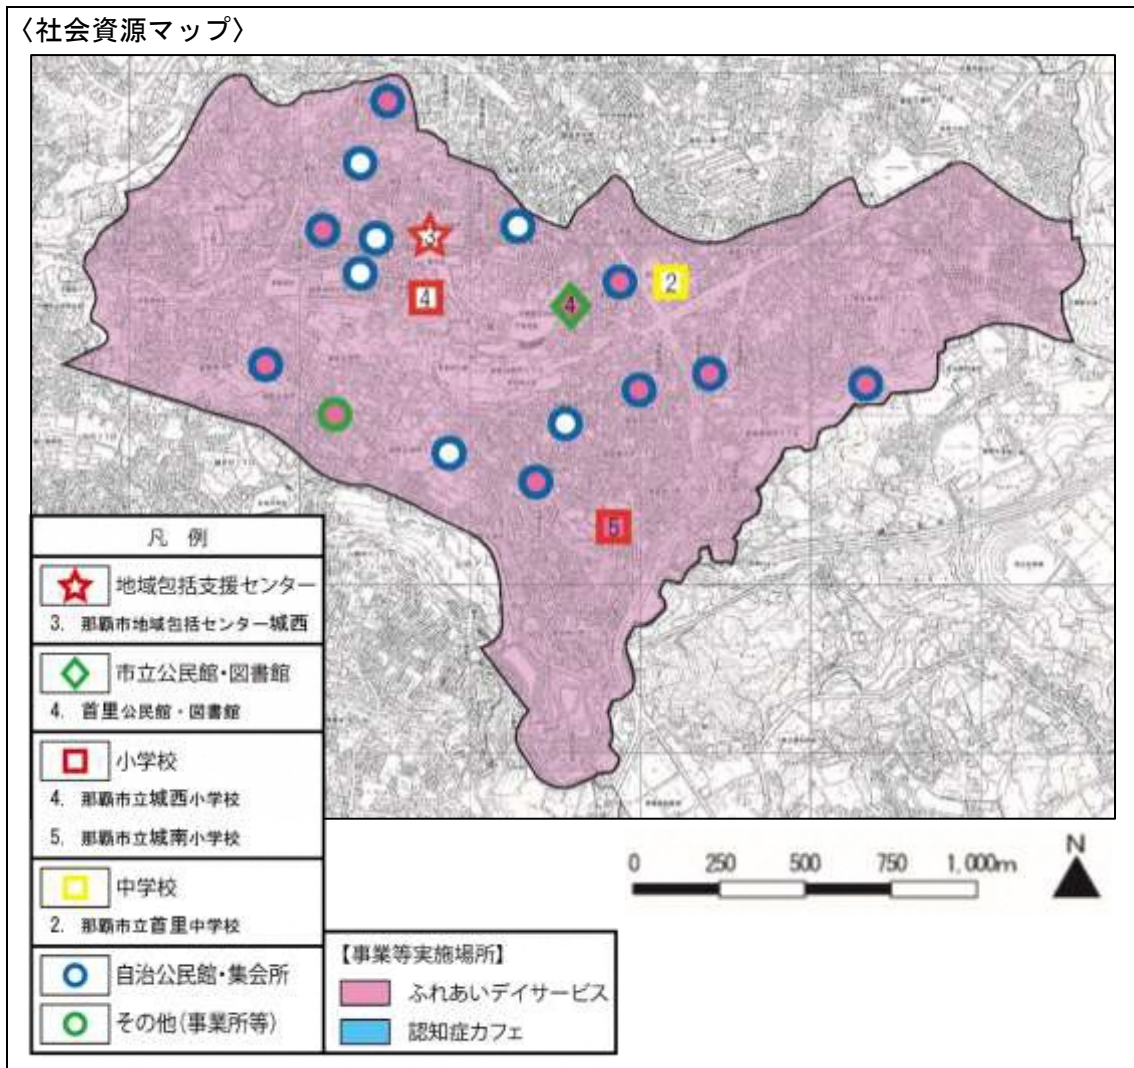 〈社会資源マップ〉
3
4
4
2
5
凡 例
地域包括支援センター
3. 那覇市地域包括センター城西
市立公民館・図書館
4. 首里公民館・図書館
小学校
4. 那覇市立城西小学校
5. 那覇市立城南小学校
中学校
2. 那覇市立首里中学校
自治公民館・集会所
その他(事業所等)
【事業等実施場所】
ふれあいデイサービス
認知症カフェ
0 250 500 750 1,000m
N